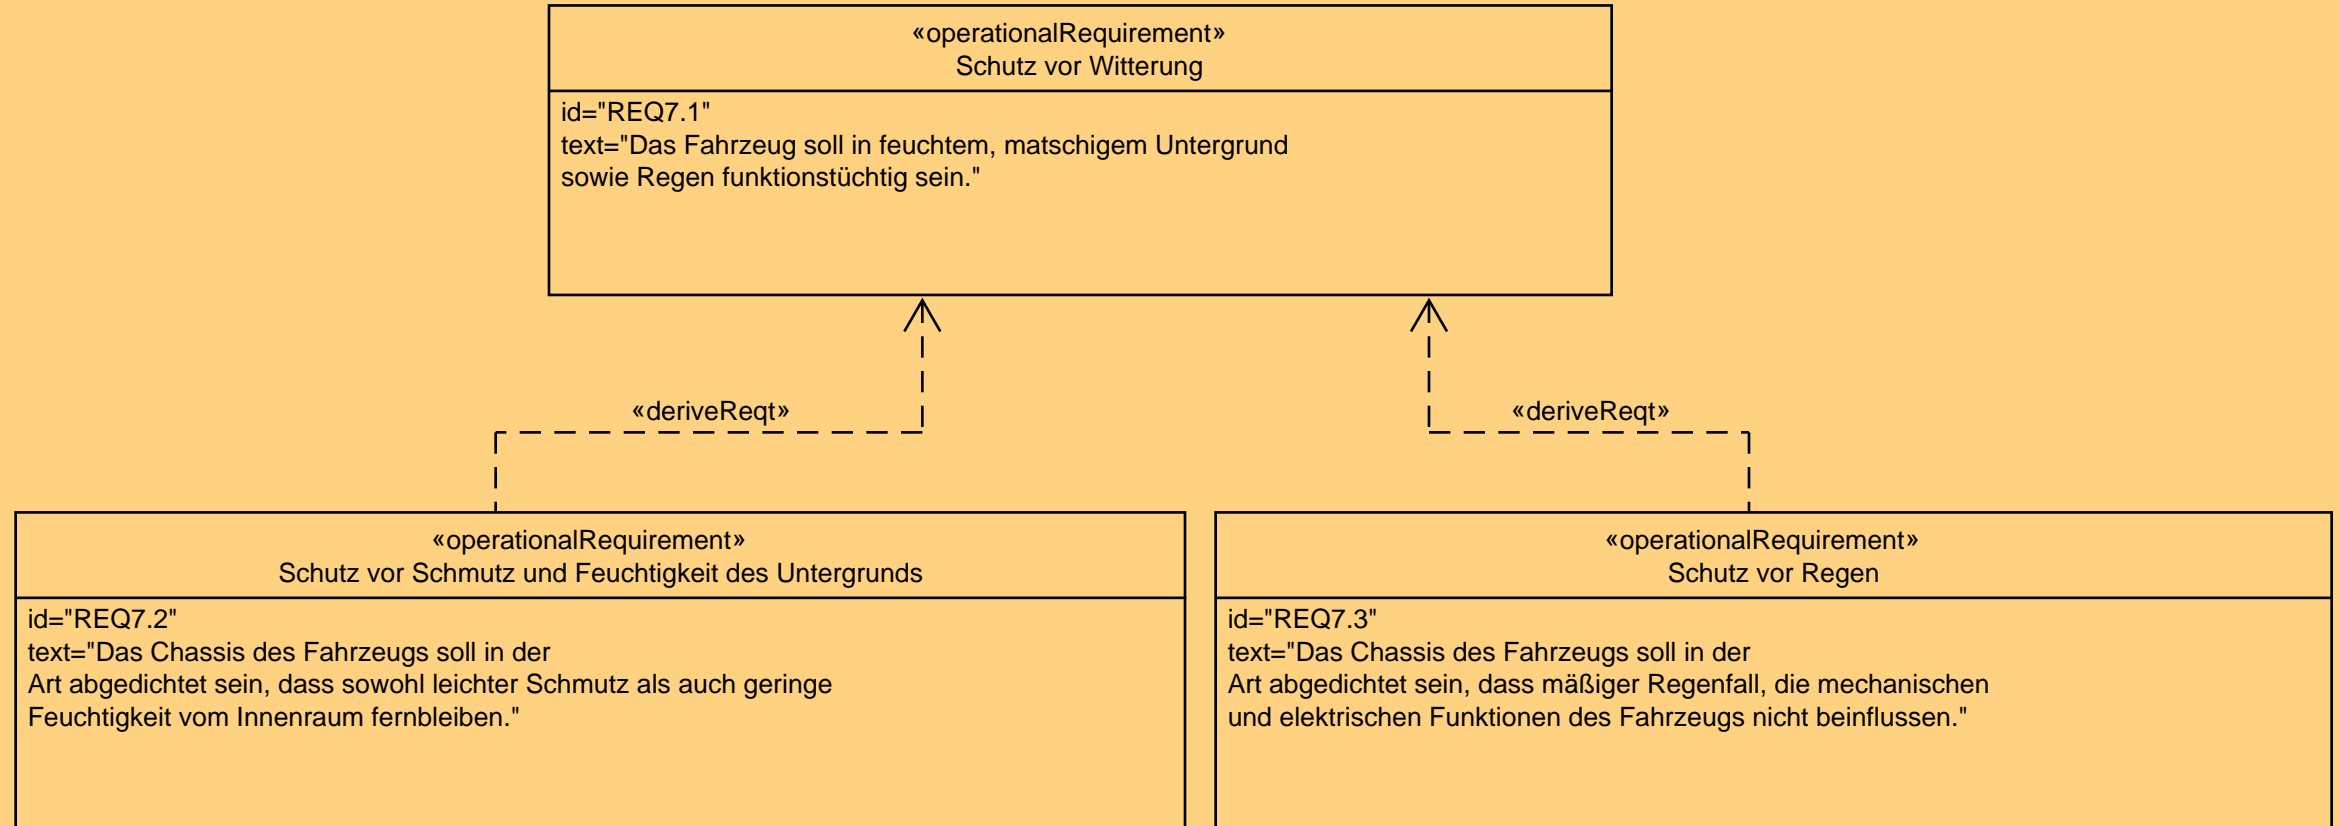 «operationalRequirement»
Schutz vor Witterung
id="REQ7.1"
text="Das Fahrzeug soll in feuchtem, matschigem Untergrund
sowie Regen funktionstüchtig sein."
«deriveReqt»
«deriveReqt»
«operationalRequirement»
Schutz vor Schmutz und Feuchtigkeit des Untergrunds
id="REQ7.2"
text="Das Chassis des Fahrzeugs soll in der
Art abgedichtet sein, dass sowohl leichter Schmutz als auch geringe
Feuchtigkeit vom Innenraum fernbleiben."
«operationalRequirement»
Schutz vor Regen
id="REQ7.3"
text="Das Chassis des Fahrzeugs soll in der
Art abgedichtet sein, dass mäßiger Regenfall, die mechanischen
und elektrischen Funktionen des Fahrzeugs nicht beinflussen."